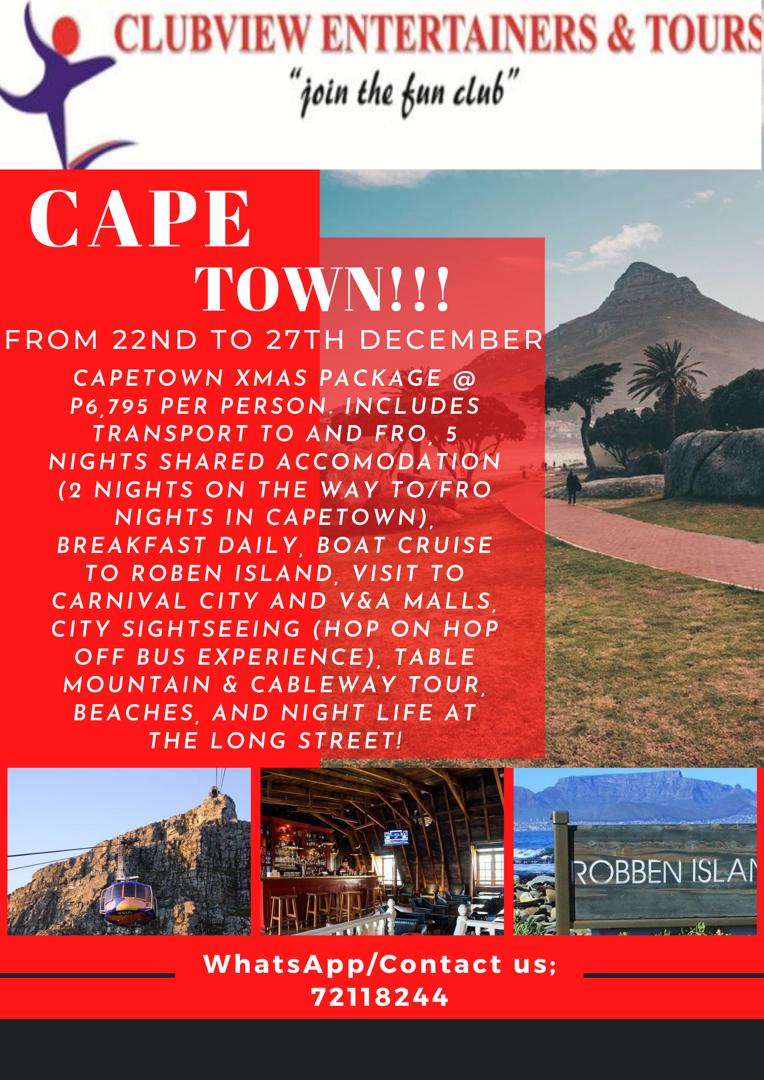 CLUBVIEW ENTERTAINERS & TOURS
“join the fun club”
CAPE
TOWN!!!
FROM 22ND TO 27TH DECEMBER
CAPETOWN XMAS PACKAGE @
P6,795 PER PERSON. INCLUDES
TRANSPORT TO AND FRO, 5
NIGHTS SHARED ACCOMODATION
(2 NIGHTS ON THE WAY TO/FRO
NIGHTS IN CAPETOWN),
BREAKFAST DAILY, BOAT CRUISE
TO ROBEN ISLAND, VISIT TO
CARNIVAL CITY AND V&A MALLS,
CITY SIGHTSEEING (HOP ON HOP
OFF BUS EXPERIENCE), TABLE
MOUNTAIN & CABLEWAY TOUR,
BEACHES, AND NIGHT LIFE AT
THE LONG STREET!
ROBBEN ISLAN
WhatsApp/Contact us;
72118244